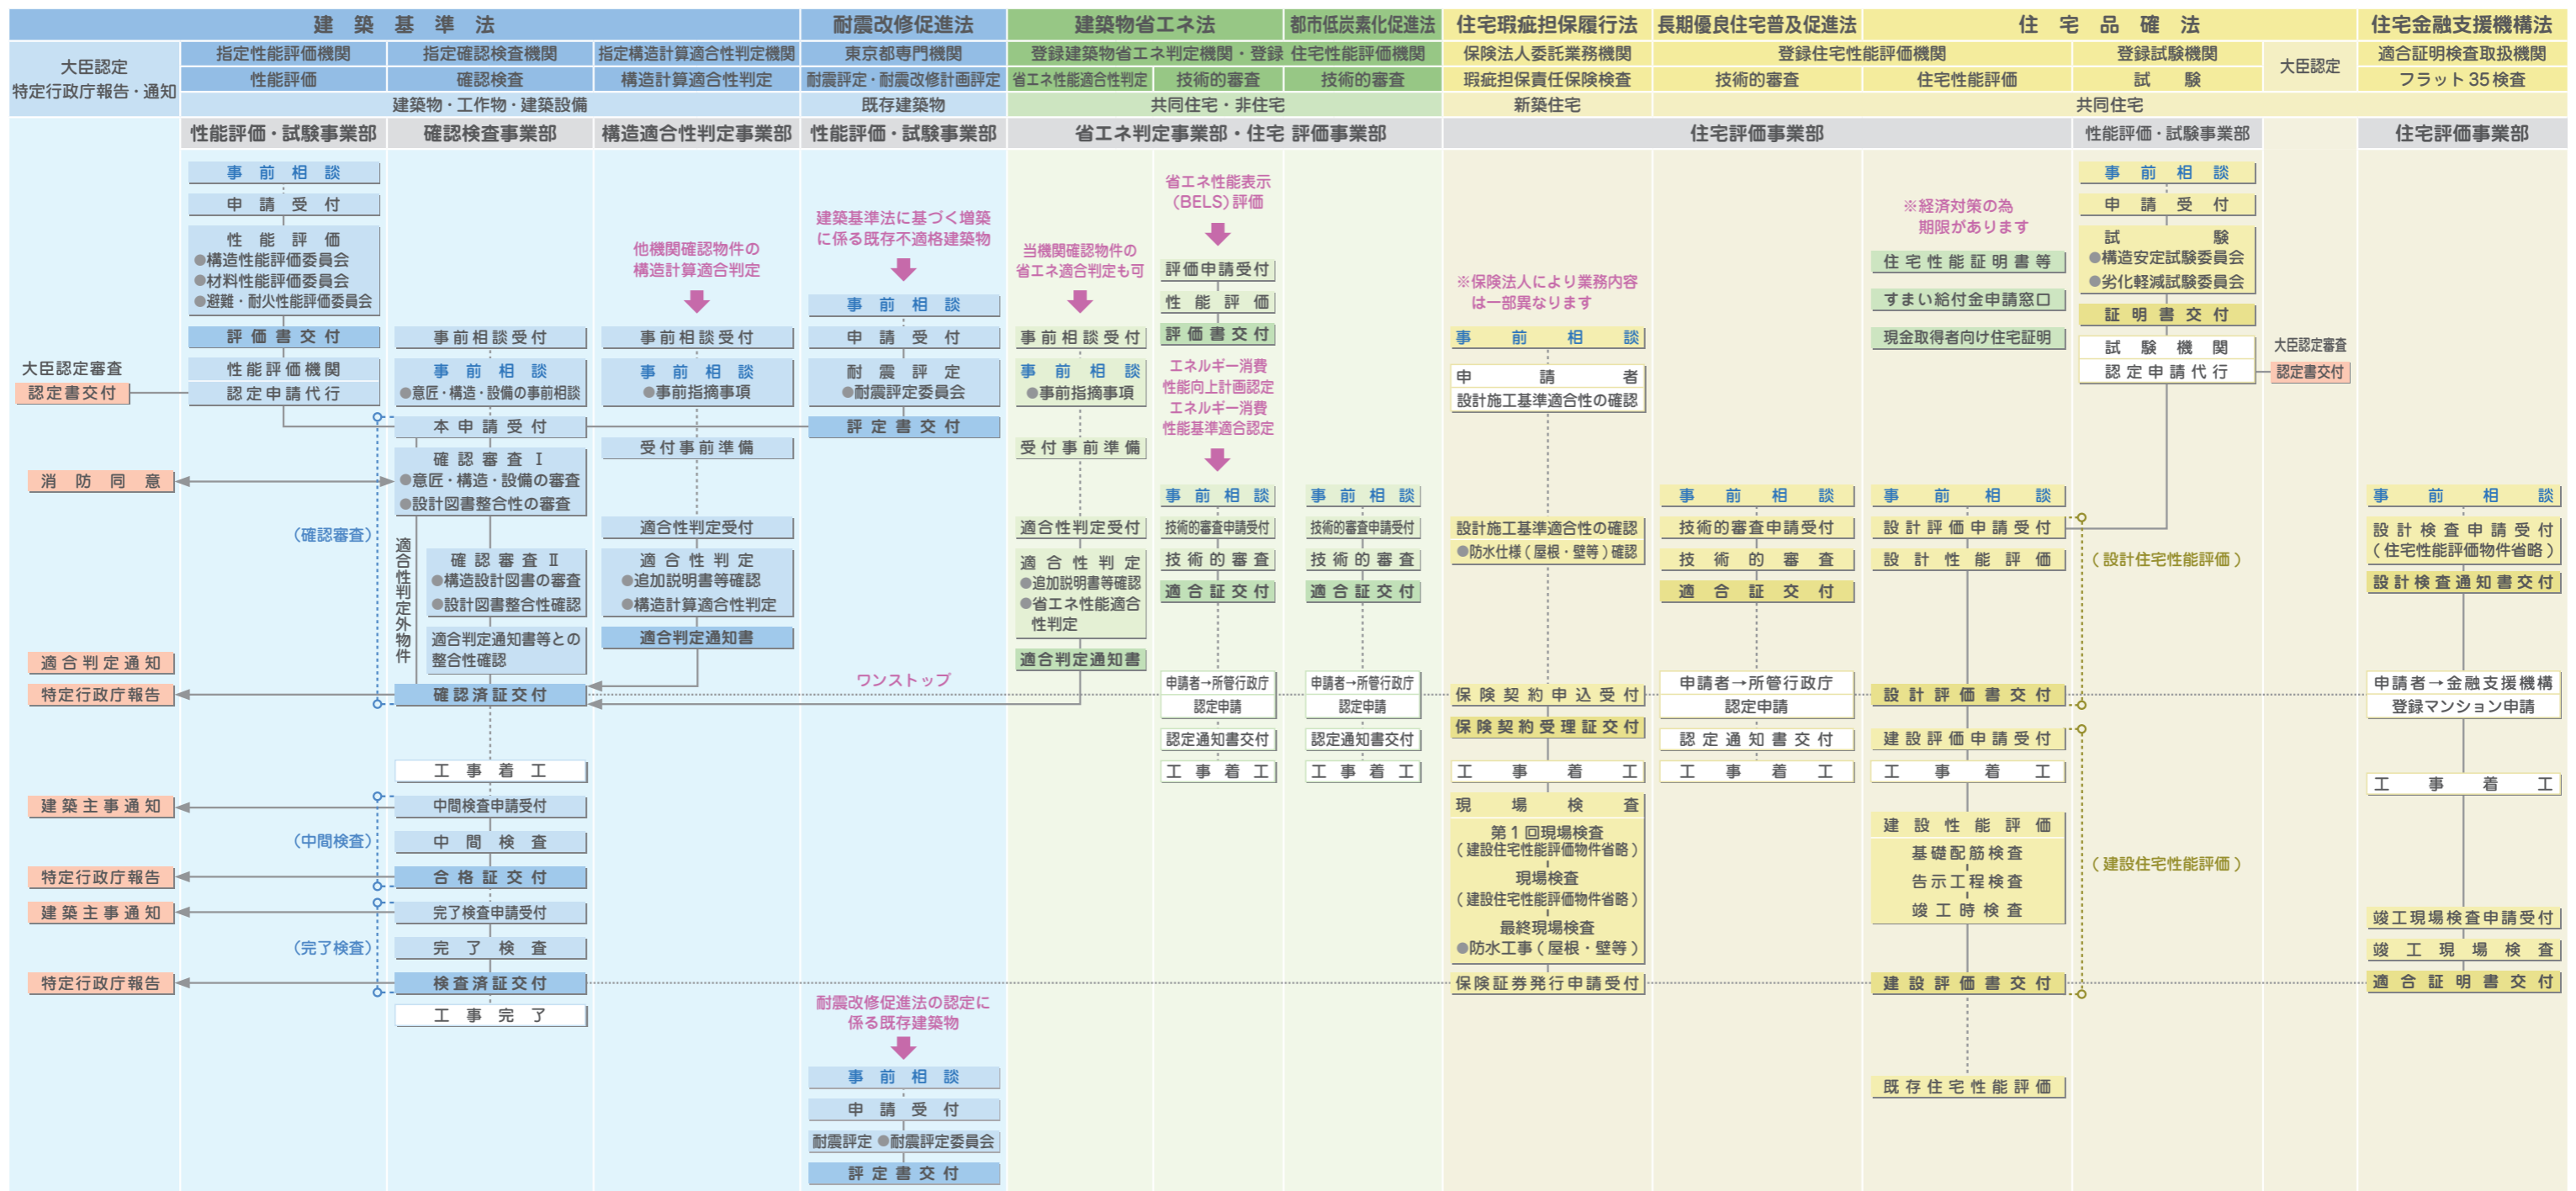 建築基準法
耐震改修促進法
建築物省エネ法
都市低炭素化促進法
住宅瑕疵担保履行法
長期優良住宅普及促進法
住宅品確法
住宅金融支援機構法
大臣認定
特定行政庁報告・通知
指定性能評価機関
指定確認検査機関
指定構造計算適合性判定機関
東京都専門機関
登録建築物省エネ判定機関・登録 住宅性能評価機関
保険法人委託業務機関
登録住宅性能評価機関
登録試験機関
大臣認定
適合証明検査取扱機関
性能評価
確認検査
構造計算適合性判定
耐震評定・耐震改修計画評定
省エネ性能適合性判定
技術的審査
技術的審査
瑕疵担保責任保険検査
技術的審査
住宅性能評価
試験
フラット35検査
建築物・工作物・建築設備
既存建築物
共同住宅・非住宅
新築住宅
共同住宅
性能評価・試験事業部
確認検査事業部
構造適合性判定事業部
性能評価・試験事業部
省エネ判定事業部・住宅 評価事業部
住宅評価事業部
性能評価・試験事業部
住宅評価事業部
大臣認定審査
認定書交付
消防同意
適合判定通知
特定行政庁報告
建築主事通知
特定行政庁報告
建築主事通知
特定行政庁報告
事前相談
申請受付
性能評価
●構造性能評価委員会
●材料性能評価委員会
●避難・耐火性能評価委員会
評価書交付
性能評価機関
認定申請代行
（確認審査）
（中間検査）
（完了検査）
事前相談受付
事前相談
●意匠・構造・設備の事前相談
本申請受付
確認審査Ⅰ
●意匠・構造・設備の審査
●設計図書整合性の審査
適合性判定外物件
確認審査Ⅱ
●構造設計図書の審査
●設計図書整合性確認
適合判定通知書等との
整合性確認
確認済証交付
工事着工
中間検査申請受付
中間検査
合格証交付
完了検査申請受付
完了検査
検査済証交付
工事完了
他機関確認物件の
構造計算適合性判定
事前相談受付
事前相談
●事前指摘事項
受付事前準備
適合性判定受付
適合性判定
●追加説明書等確認
●構造計算適合性判定
適合判定通知書
建築基準法に基づく増築
に係る既存不適格建築物
事前相談
申請受付
耐震評定
●耐震評定委員会
評定書交付
ワンストップ
耐震改修促進法の認定に
係る既存建築物
事前相談
申請受付
耐震評定 ●耐震評定委員会
評定書交付
当機関確認物件の
省エネ適合判定も可
事前相談受付
事前相談
●事前指摘事項
受付事前準備
適合性判定受付
適合性判定
●追加説明書等確認
●省エネ性能適合
性判定
適合判定通知書
省エネ性能表示
（BELS）評価
評価申請受付
性能評価
評価書交付
エネルギー消費
性能向上計画認定
エネルギー消費
性能基準適合認定
事前相談
技術的審査申請受付
技術的審査
適合証交付
申請者→所管行政庁
認定申請
認定通知書交付
工事着工
事前相談
技術的審査申請受付
技術的審査
適合証交付
申請者→所管行政庁
認定申請
認定通知書交付
工事着工
※保険法人により業務内容
は一部異なります
事前相談
申請者
設計施工基準適合性の確認
設計施工基準適合性の確認
●防水仕様（屋根・壁等）確認
保険契約申込受付
保険契約受理証交付
工事着工
現場検査
第１回現場検査
（建設住宅性能評価物件省略）
現場検査
（建設住宅性能評価物件省略）
最終現場検査
●防水工事（屋根・壁等）
保険証券発行申請受付
事前相談
技術的審査申請受付
技術的審査
適合証交付
申請者→所管行政庁
認定申請
認定通知書交付
工事着工
※経済対策の為
期限があります
住宅性能証明書等
すまい給付金申請窓口
現金取得者向け住宅証明
事前相談
設計評価申請受付
設計性能評価
設計評価書交付
建設評価申請受付
工事着工
建設性能評価
基礎配筋検査
告示工程検査
竣工時検査
建設評価書交付
既存住宅性能評価
事前相談
申請受付
試験
●構造安定試験委員会
●劣化軽減試験委員会
証明書交付
試験機関
認定申請代行
（設計住宅性能評価）
（建設住宅性能評価）
大臣認定審査
認定書交付
事前相談
設計検査申請受付
（住宅性能評価物件省略）
設計検査通知書交付
申請者→金融支援機構
登録マンション申請
工事着工
竣工現場検査申請受付
竣工現場検査
適合証明書交付